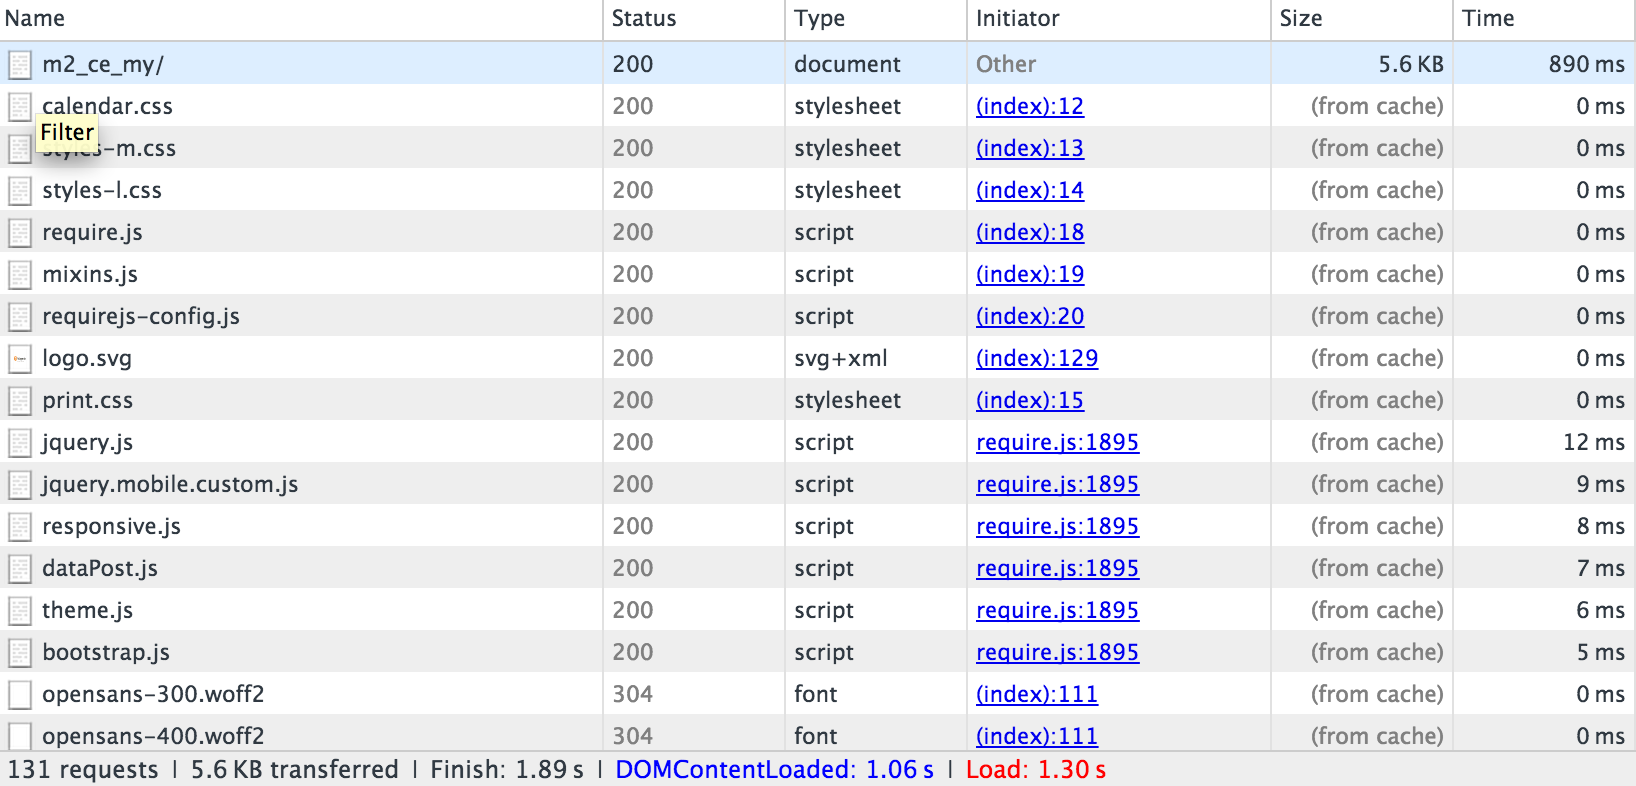 Name Status Type Initiator Size Time
m2_ce_my/ 200 document Other 5.6 KB 890 ms
calendar.css 200 stylesheet (index):12 (from cache) 0 ms
Filter
styles-m.css 200 stylesheet (index):13 (from cache) 0 ms
styles-l.css 200 stylesheet (index):14 (from cache) 0 ms
require.js 200 script (index):18 (from cache) 0 ms
mixins.js 200 script (index):19 (from cache) 0 ms
requirejs-config.js 200 script (index):20 (from cache) 0 ms
logo.svg 200 svg+xml (index):129 (from cache) 0 ms
print.css 200 stylesheet (index):15 (from cache) 0 ms
jquery.js 200 script require.js:1895 (from cache) 12 ms
jquery.mobile.custom.js 200 script require.js:1895 (from cache) 9 ms
responsive.js 200 script require.js:1895 (from cache) 8 ms
dataPost.js 200 script require.js:1895 (from cache) 7 ms
theme.js 200 script require.js:1895 (from cache) 6 ms
bootstrap.js 200 script require.js:1895 (from cache) 5 ms
opensans-300.woff2 304 font (index):111 (from cache) 0 ms
opensans-400.woff2 304 font (index):111 (from cache) 0 ms
131 requests | 5.6 KB transferred | Finish: 1.89 s | DOMContentLoaded: 1.06 s | Load: 1.30 s